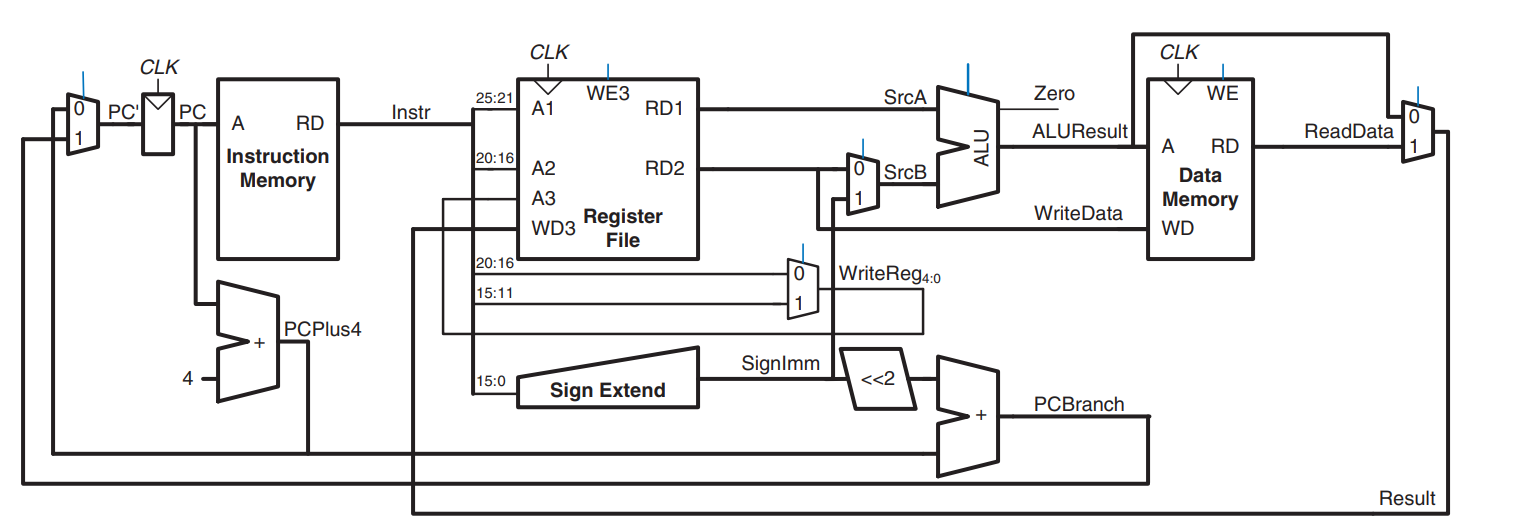 CLK
0
1
PC'
PC
A
RD
Instruction
Memory
Instr
4
+
PCPlus4
25:21
20:16
20:16
15:11
15:0
CLK
WE3
A1
RD1
A2
RD2
A3
WD3
Register
File
0
1
WriteReg4:0
Sign Extend
SignImm
<<2
0
1
SrcA
SrcB
ALU
Zero
ALUResult
WriteData
+
PCBranch
CLK
WE
A
RD
Data
Memory
WD
ReadData
0
1
Result